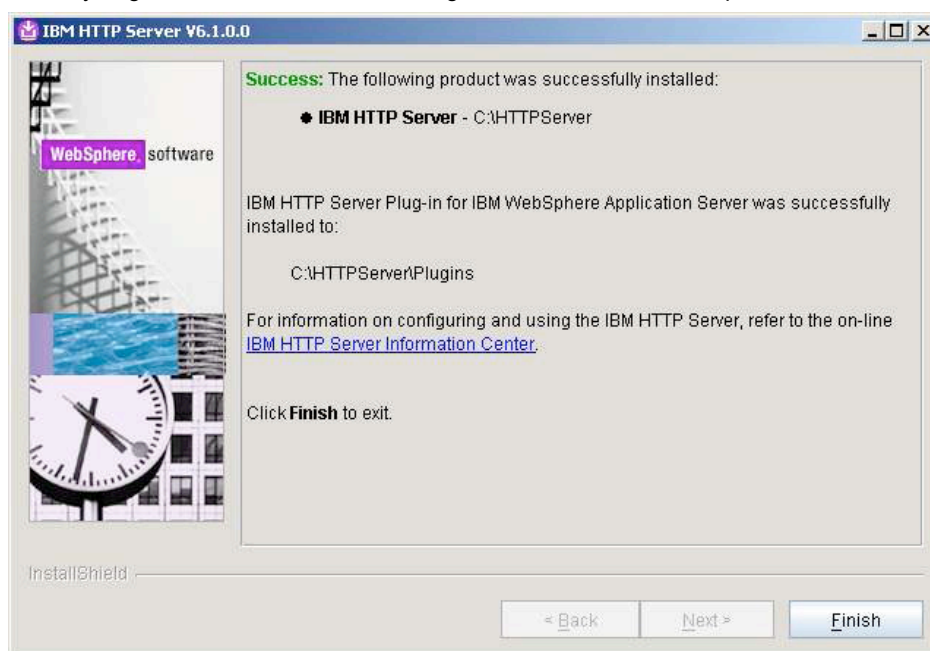 IBM HTTP Server V6.1.0.0
Success: The following product was successfully installed:
● IBM HTTP Server - C:\HTTPServer
WebSphere. software
IBM HTTP Server Plug-in for IBM WebSphere Application Server was successfully
installed to:
C:\HTTPServer\Plugins
For information on configuring and using the IBM HTTP Server, refer to the on-line
IBM HTTP Server Information Center.
Click Finish to exit.
InstallShield
< Back
Next >
Finish